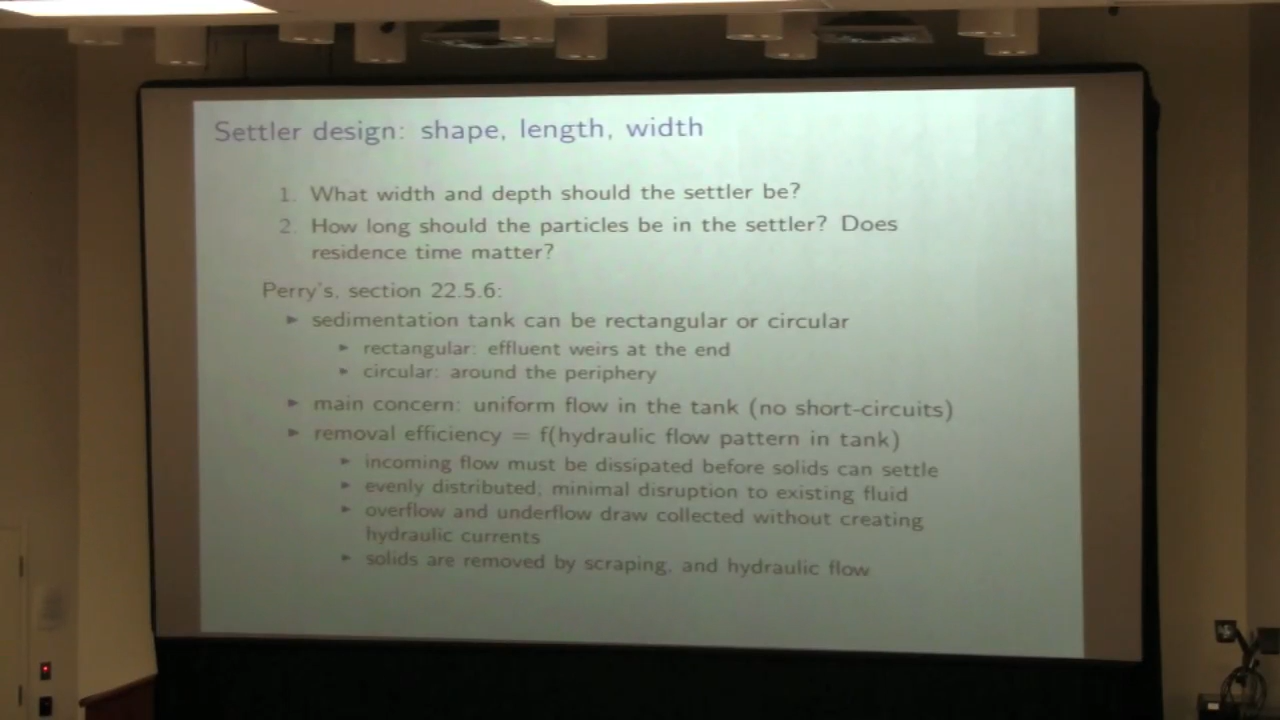 Settler design: shape, length, width
1. What width and depth should the settler be?
2. How long should the particles be in the settler? Does
residence time matter?
Perry's, section 22.5.6:
► sedimentation tank can be rectangular or circular
► rectangular: effluent weirs at the end
► circular: around the periphery
► main concern: uniform flow in the tank (no short-circuits)
► removal efficiency = f(hydraulic flow pattern in tank)
► incoming flow must be dissipated before solids can settle
► evenly distributed; minimal disruption to existing fluid
► overflow and underflow draw collected without creating
hydraulic currents
► solids are removed by scraping, and hydraulic flow